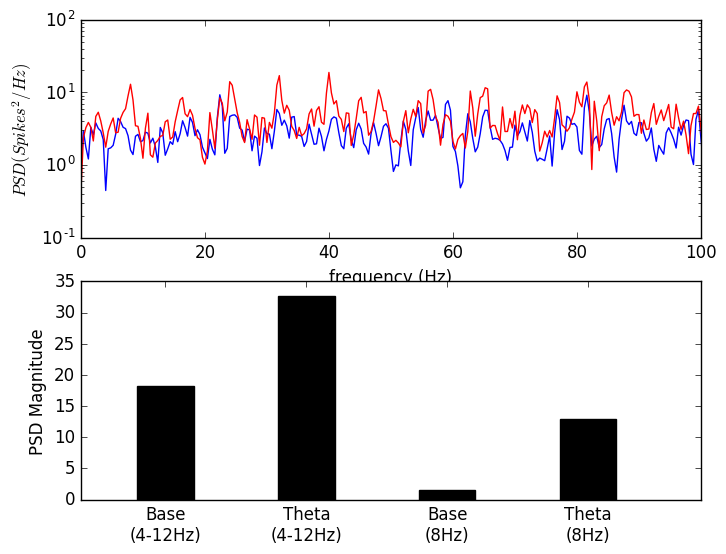 10^2
10^1
10^0
10^-1
PSD(Spikes^2/Hz)
0 20 40 60 80 100
frequency (Hz)
35
30
25
20
15
10
5
0
PSD Magnitude
Base Theta Base Theta
(4-12Hz) (4-12Hz) (8Hz) (8Hz)